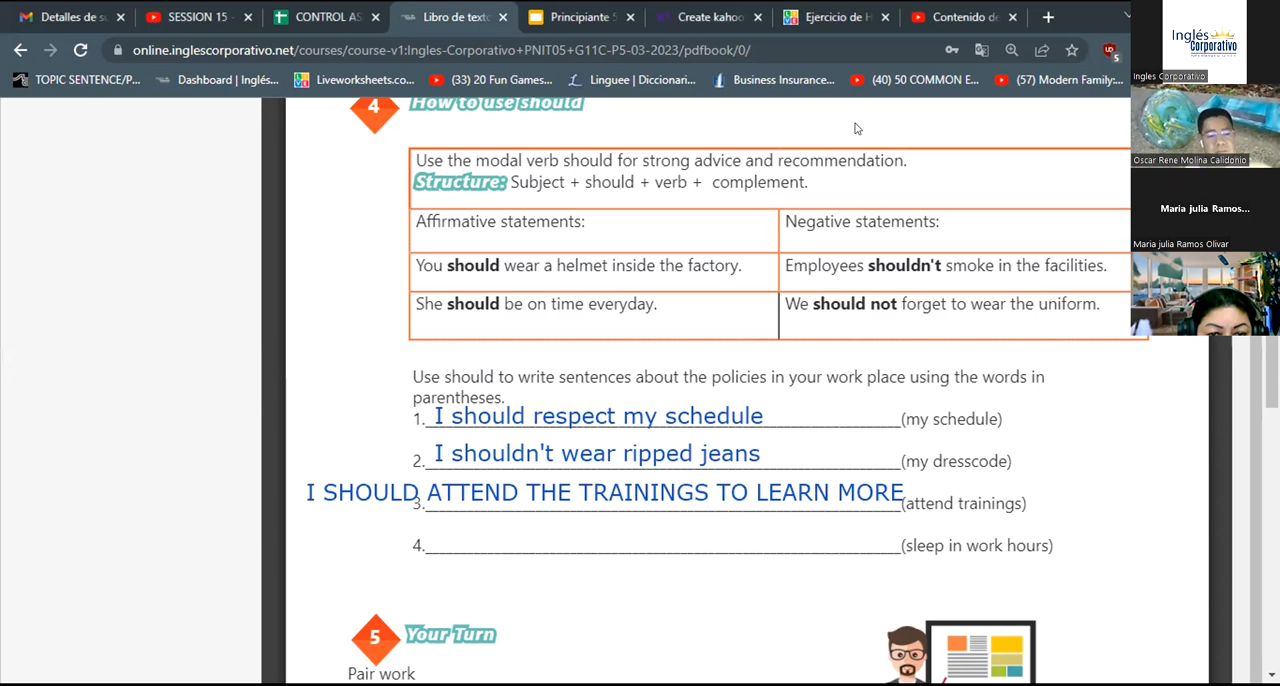 Detalles de su
SESSION 15 -
CONTROL AS
Libro de texto
Principiante 5
Create kahoo
Ejercicio de H
Contenido de
online.inglescorporativo.net/courses/course-v1:Ingles-Corporativo+PNIT05+G11C-P5-03-2023/pdfbook/0/
TOPIC SENTENCE/P...
Dashboard | Inglés...
Liveworksheets.co...
(33) 20 Fun Games...
Linguee | Diccionari...
Business Insurance...
(40) 50 COMMON E...
(57) Modern Family:...
Inglés
Corporativo
Ingles Corporativo
Oscar Rene Molina Calidonio
Maria julia Ramos...
Maria julia Ramos Olivar
4 How to use should
Use the modal verb should for strong advice and recommendation.
Structure: Subject + should + verb + complement.
Affirmative statements:
Negative statements:
You should wear a helmet inside the factory.
Employees shouldn't smoke in the facilities.
She should be on time everyday.
We should not forget to wear the uniform.
Use should to write sentences about the policies in your work place using the words in
parentheses.
1. I should respect my schedule (my schedule)
2. I shouldn't wear ripped jeans (my dresscode)
I SHOULD ATTEND THE TRAININGS TO LEARN MORE
3. (attend trainings)
4. (sleep in work hours)
5 Your Turn
Pair work